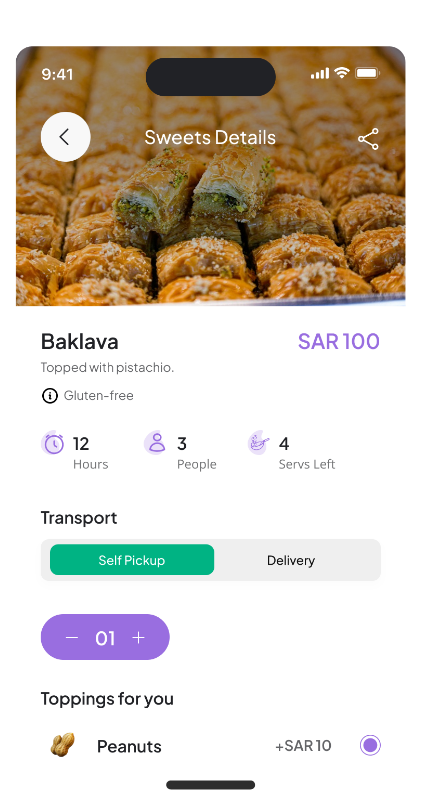 9:41
Sweets Details
Baklava SAR 100
Topped with pistachio.
Gluten-free
12 3 4
Hours People Servs Left
Transport
Self Pickup Delivery
− 01 +
Toppings for you
Peanuts +SAR 10